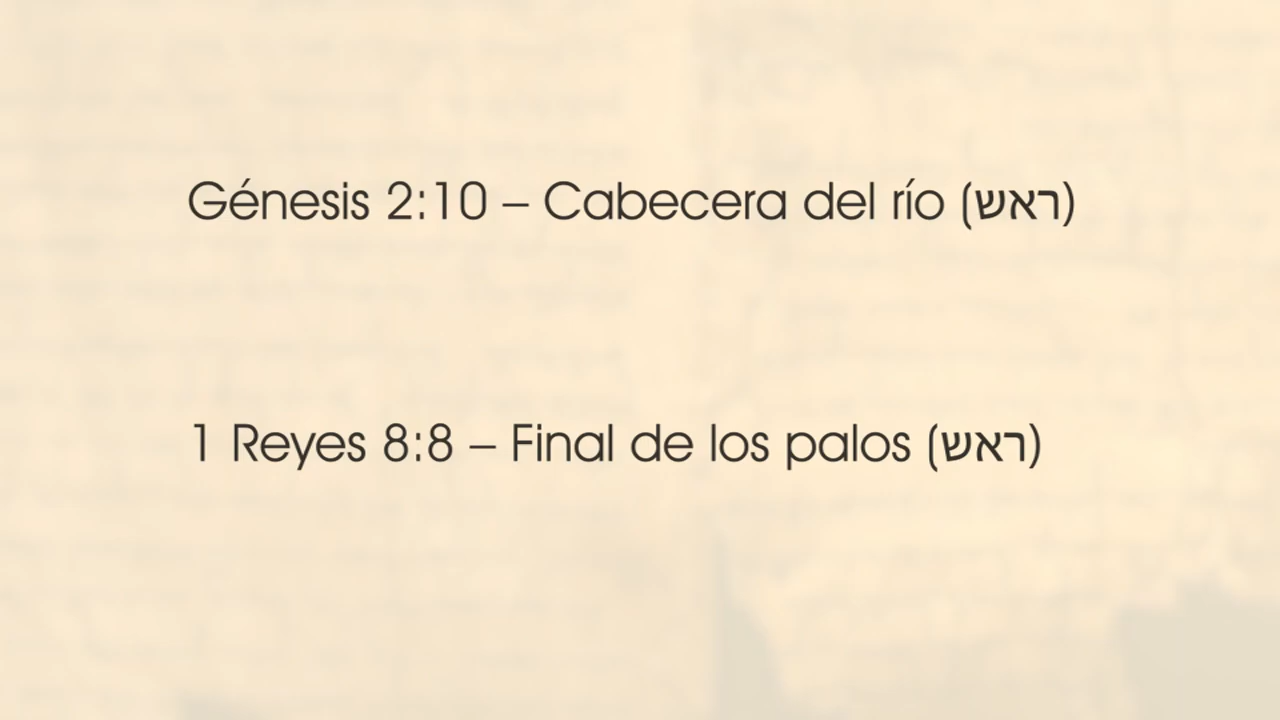 Génesis 2:10 – Cabecera del río (ראש)
1 Reyes 8:8 – Final de los palos (ראש)